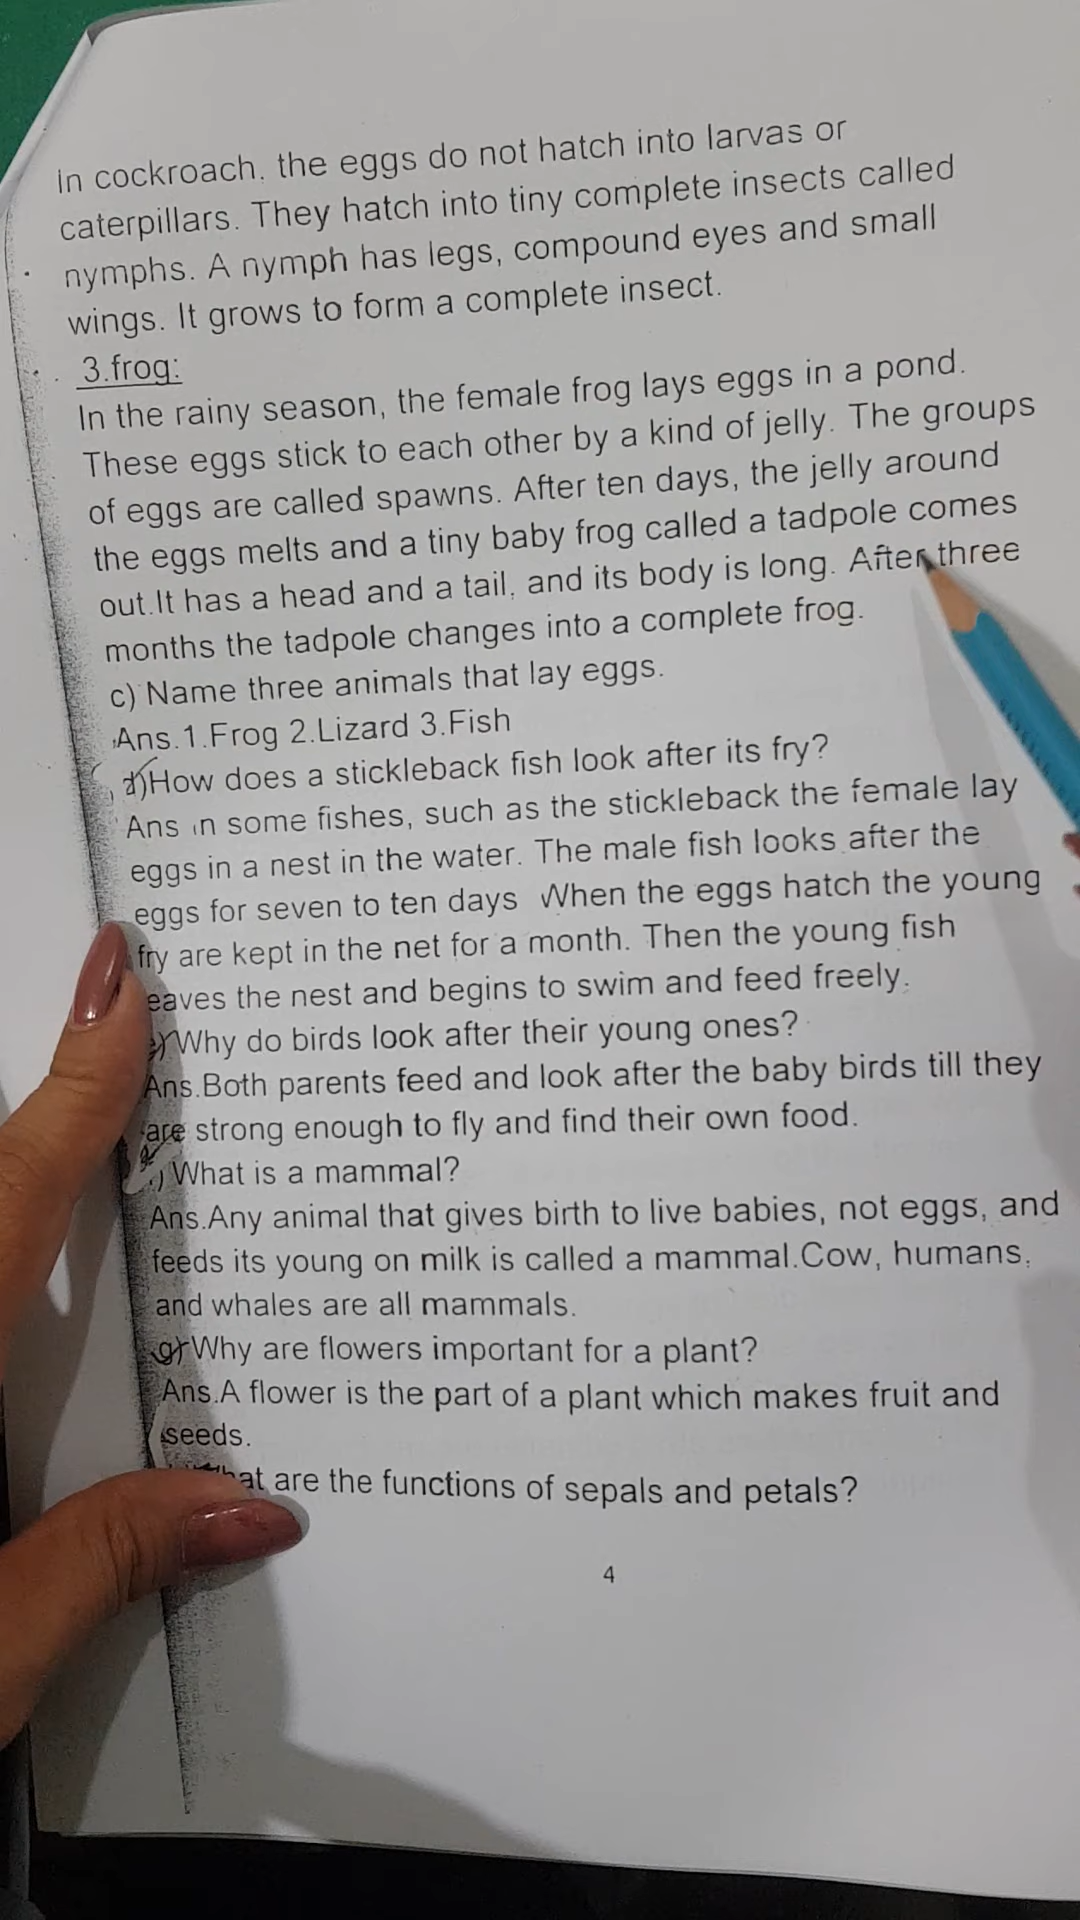 In cockroach. the eggs do not hatch into larvas or
caterpillars. They hatch into tiny complete insects called
nymphs. A nymph has legs, compound eyes and small
wings. It grows to form a complete insect.
3.frog:
In the rainy season, the female frog lays eggs in a pond.
These eggs stick to each other by a kind of jelly. The groups
of eggs are called spawns. After ten days, the jelly around
the eggs melts and a tiny baby frog called a tadpole comes
out.It has a head and a tail, and its body is long. After three
months the tadpole changes into a complete frog.
c) Name three animals that lay eggs.
Ans.1.Frog 2.Lizard 3.Fish
d)How does a stickleback fish look after its fry?
Ans in some fishes, such as the stickleback the female lay
eggs in a nest in the water. The male fish looks after the
eggs for seven to ten days When the eggs hatch the young
fry are kept in the net for a month. Then the young fish
eaves the nest and begins to swim and feed freely.
)Why do birds look after their young ones?
Ans.Both parents feed and look after the baby birds till they
are strong enough to fly and find their own food.
) What is a mammal?
Ans.Any animal that gives birth to live babies, not eggs, and
feeds its young on milk is called a mammal.Cow, humans,
and whales are all mammals.
g)Why are flowers important for a plant?
Ans.A flower is the part of a plant which makes fruit and
seeds.
hat are the functions of sepals and petals?
4